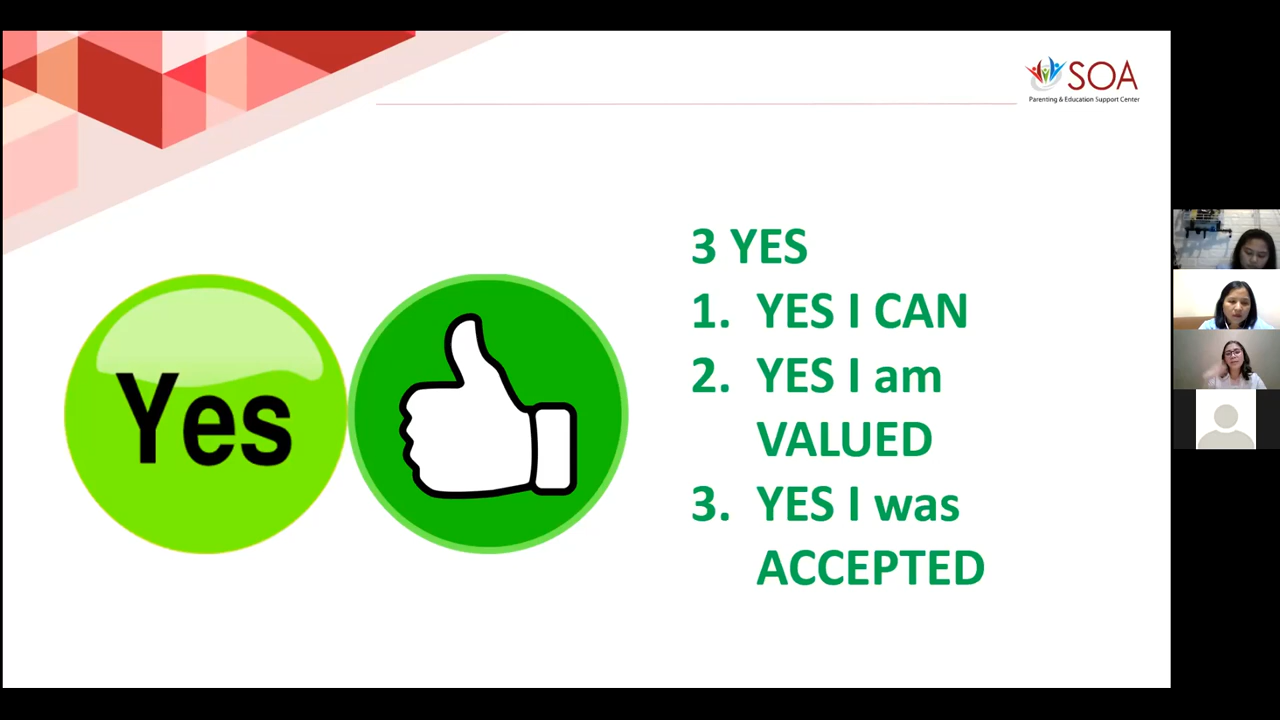 SOA
Parenting & Education Support Center
3 YES
1. YES I CAN
2. YES I am
VALUED
3. YES I was
ACCEPTED
Yes